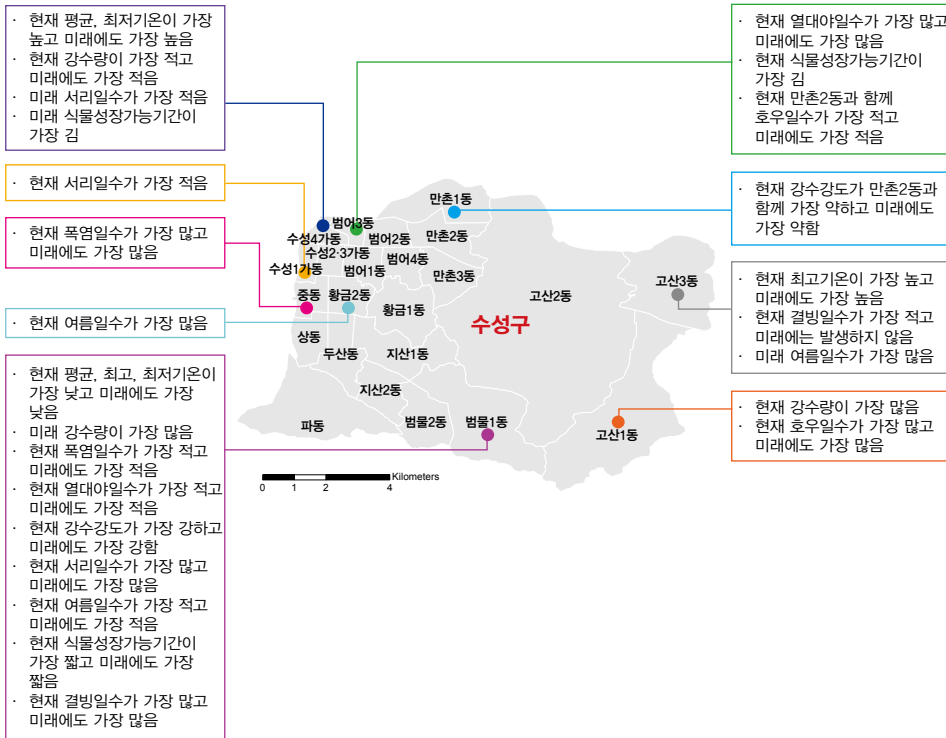 · 현재 평균, 최저기온이 가장
높고 미래에도 가장 높음
· 현재 강수량이 가장 적고
미래에도 가장 적음
· 미래 서리일수가 가장 적음
· 미래 식물성장가능기간이
가장 김
· 현재 서리일수가 가장 적음
· 현재 폭염일수가 가장 많고
미래에도 가장 많음
· 현재 여름일수가 가장 많음
· 현재 평균, 최고, 최저기온이
가장 낮고 미래에도 가장
낮음
· 미래 강수량이 가장 많음
· 현재 폭염일수가 가장 적고
미래에도 가장 적음
· 현재 열대야일수가 가장 적고
미래에도 가장 적음
· 현재 강수강도가 가장 강하고
미래에도 가장 강함
· 현재 서리일수가 가장 많고
미래에도 가장 많음
· 현재 여름일수가 가장 적고
미래에도 가장 적음
· 현재 식물성장가능기간이
가장 짧고 미래에도 가장
짧음
· 현재 결빙일수가 가장 많고
미래에도 가장 많음
만촌1동
범어3동
수성4가동
범어2동
만촌2동
수성2·3가동
범어4동
수성1가동
범어1동
만촌3동
고산3동
중동
황금2동
황금1동
고산2동
수성구
상동
두산동
지산1동
지산2동
파동
범물2동
범물1동
고산1동
Kilometers
0 1 2 4
· 현재 열대야일수가 가장 많고
미래에도 가장 많음
· 현재 식물성장가능기간이
가장 김
· 현재 만촌2동과 함께
호우일수가 가장 적고
미래에도 가장 적음
· 현재 강수강도가 만촌2동과
함께 가장 약하고 미래에도
가장 약함
· 현재 최고기온이 가장 높고
미래에도 가장 높음
· 현재 결빙일수가 가장 적고
미래에는 발생하지 않음
· 미래 여름일수가 가장 많음
· 현재 강수량이 가장 많음
· 현재 호우일수가 가장 많고
미래에도 가장 많음